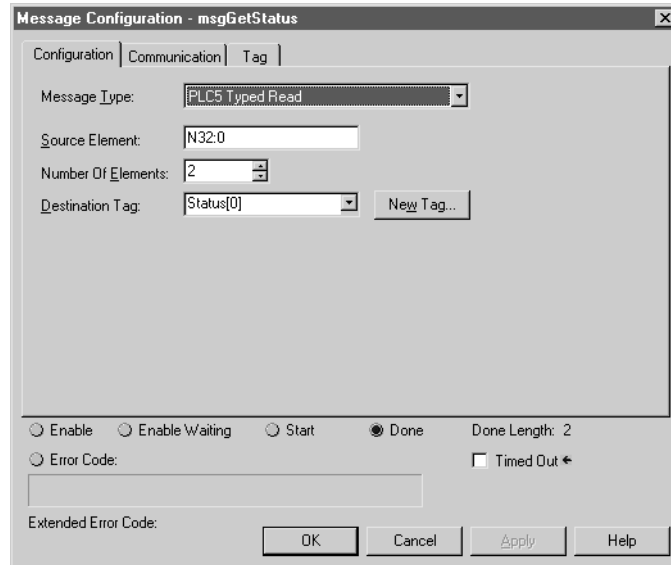 Message Configuration - msgGetStatus
Configuration Communication Tag
Message Type: PLC5 Typed Read
Source Element: N32:0
Number Of Elements: 2
Destination Tag: Status[0] New Tag...
Enable Enable Waiting Start Done Done Length: 2
Error Code: Timed Out
Extended Error Code:
OK Cancel Apply Help